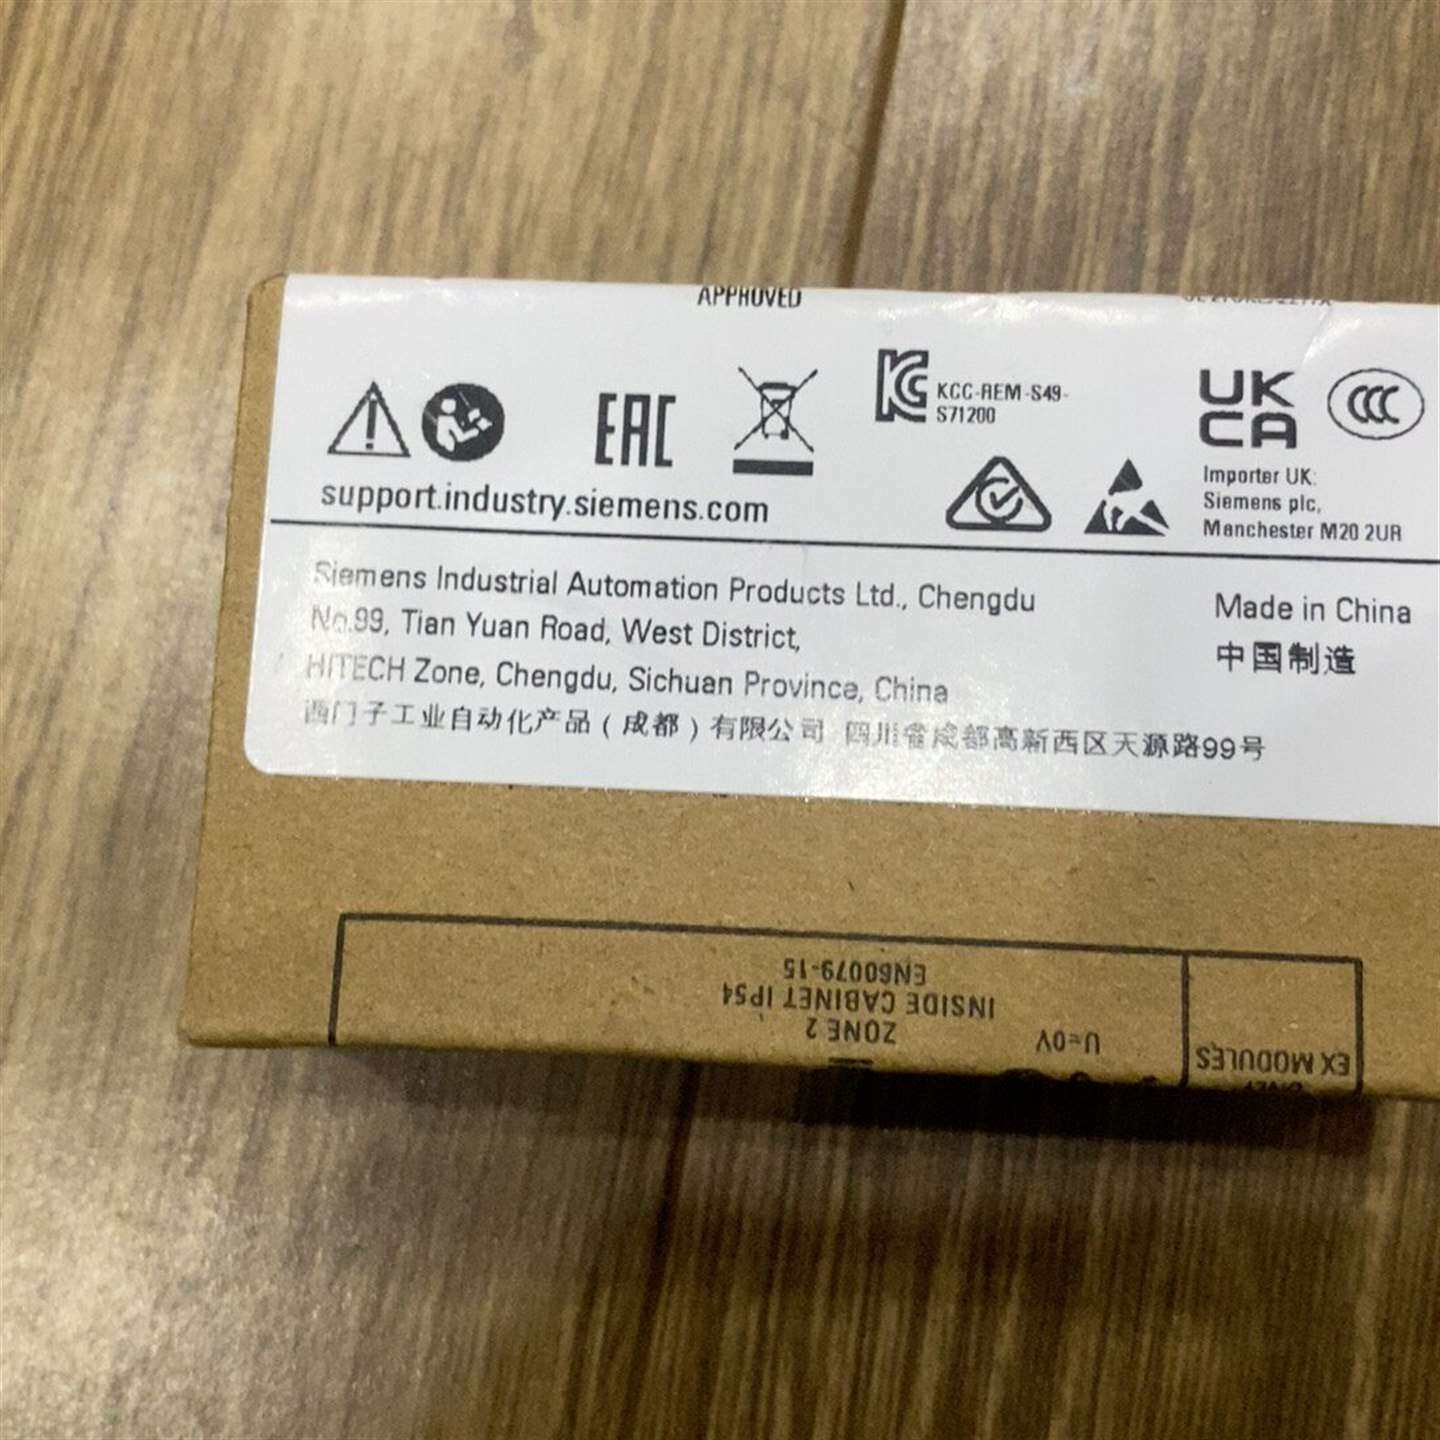 APPROVED
EAC
KC
KCC-REM-S49-
S71200
UK
CA
CCC
support.industry.siemens.com
Importer UK:
Siemens plc,
Manchester M20 2UR
Siemens Industrial Automation Products Ltd., Chengdu
No.99, Tian Yuan Road, West District,
HITECH Zone, Chengdu, Sichuan Province, China
西门子工业自动化产品(成都)有限公司 四川省成都高新西区天源路99号
Made in China
中国制造
EX MODULES
U=0V
ZONE 2
INSIDE CABINET IP54
EN60079-15